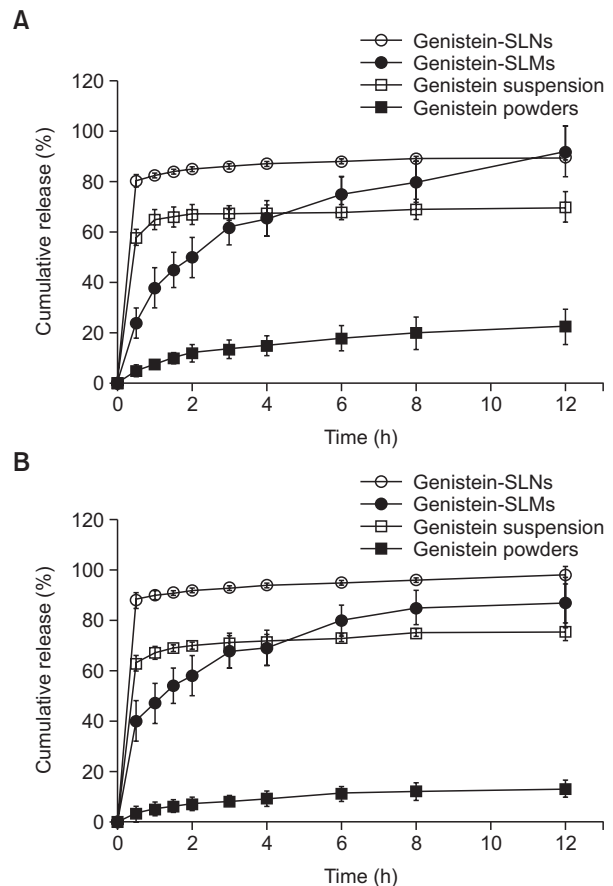 A
Genistein-SLNs
Genistein-SLMs
Genistein suspension
Genistein powders
120
100
80
60
40
20
0
Cumulative release (%)
0 2 4 6 8 10 12
Time (h)
B
Genistein-SLNs
Genistein-SLMs
Genistein suspension
Genistein powders
120
100
80
60
40
20
0
Cumulative release (%)
0 2 4 6 8 10 12
Time (h)